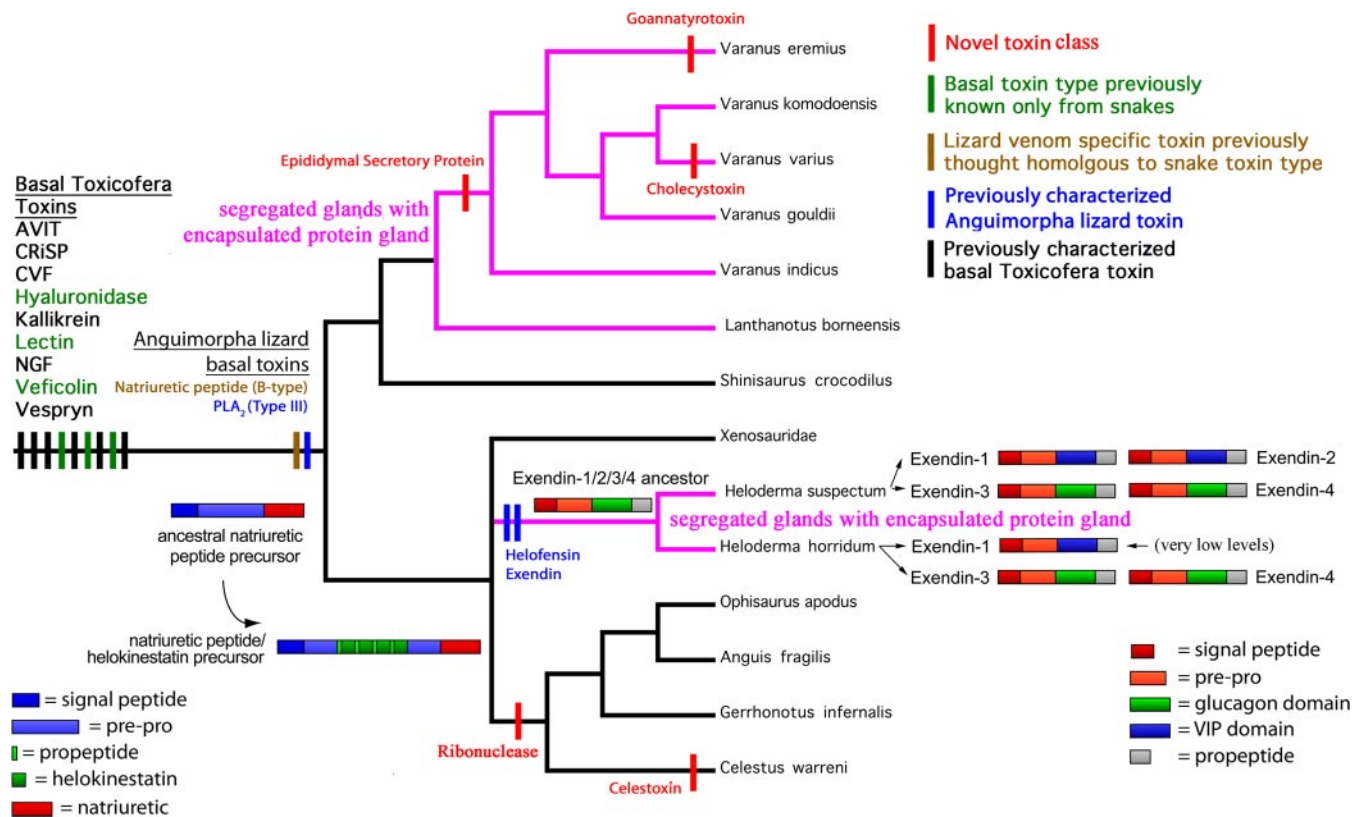 Goannatyrotoxin
Varanus eremius
Varanus komodoensis
Epididymal Secretory Protein
Varanus varius
Cholecystoxin
segregated glands with
encapsulated protein gland
Varanus gouldii
Varanus indicus
Lanthanotus borneensis
Shinisaurus crocodilus
Novel toxin class
Basal toxin type previously
known only from snakes
Lizard venom specific toxin previously
thought homolgous to snake toxin type
Previously characterized
Anguimorpha lizard toxin
Previously characterized
basal Toxicofera toxin
Basal Toxicofera
Toxins
AVIT
CRiSP
CVF
Hyaluronidase
Kallikrein
Lectin
NGF
Veficolin
Vespryn
Anguimorpha lizard
basal toxins
Natriuretic peptide (B-type)
PLA₂ (Type III)
Xenosauridae
Exendin-1/2/3/4 ancestor
Heloderma suspectum
Exendin-1
Exendin-2
Exendin-3
Exendin-4
segregated glands with encapsulated protein gland
Helofensin
Exendin
Heloderma horridum
Exendin-1
(very low levels)
Exendin-3
Exendin-4
ancestral natriuretic
peptide precursor
natriuretic peptide/
helokinestatin precursor
Ophisaurus apodus
Anguis fragilis
Gerrhonotus infernalis
Ribonuclease
Celestoxin
Celestus warreni
= signal peptide
= pre-pro
= propeptide
= helokinestatin
= natriuretic
= signal peptide
= pre-pro
= glucagon domain
= VIP domain
= propeptide